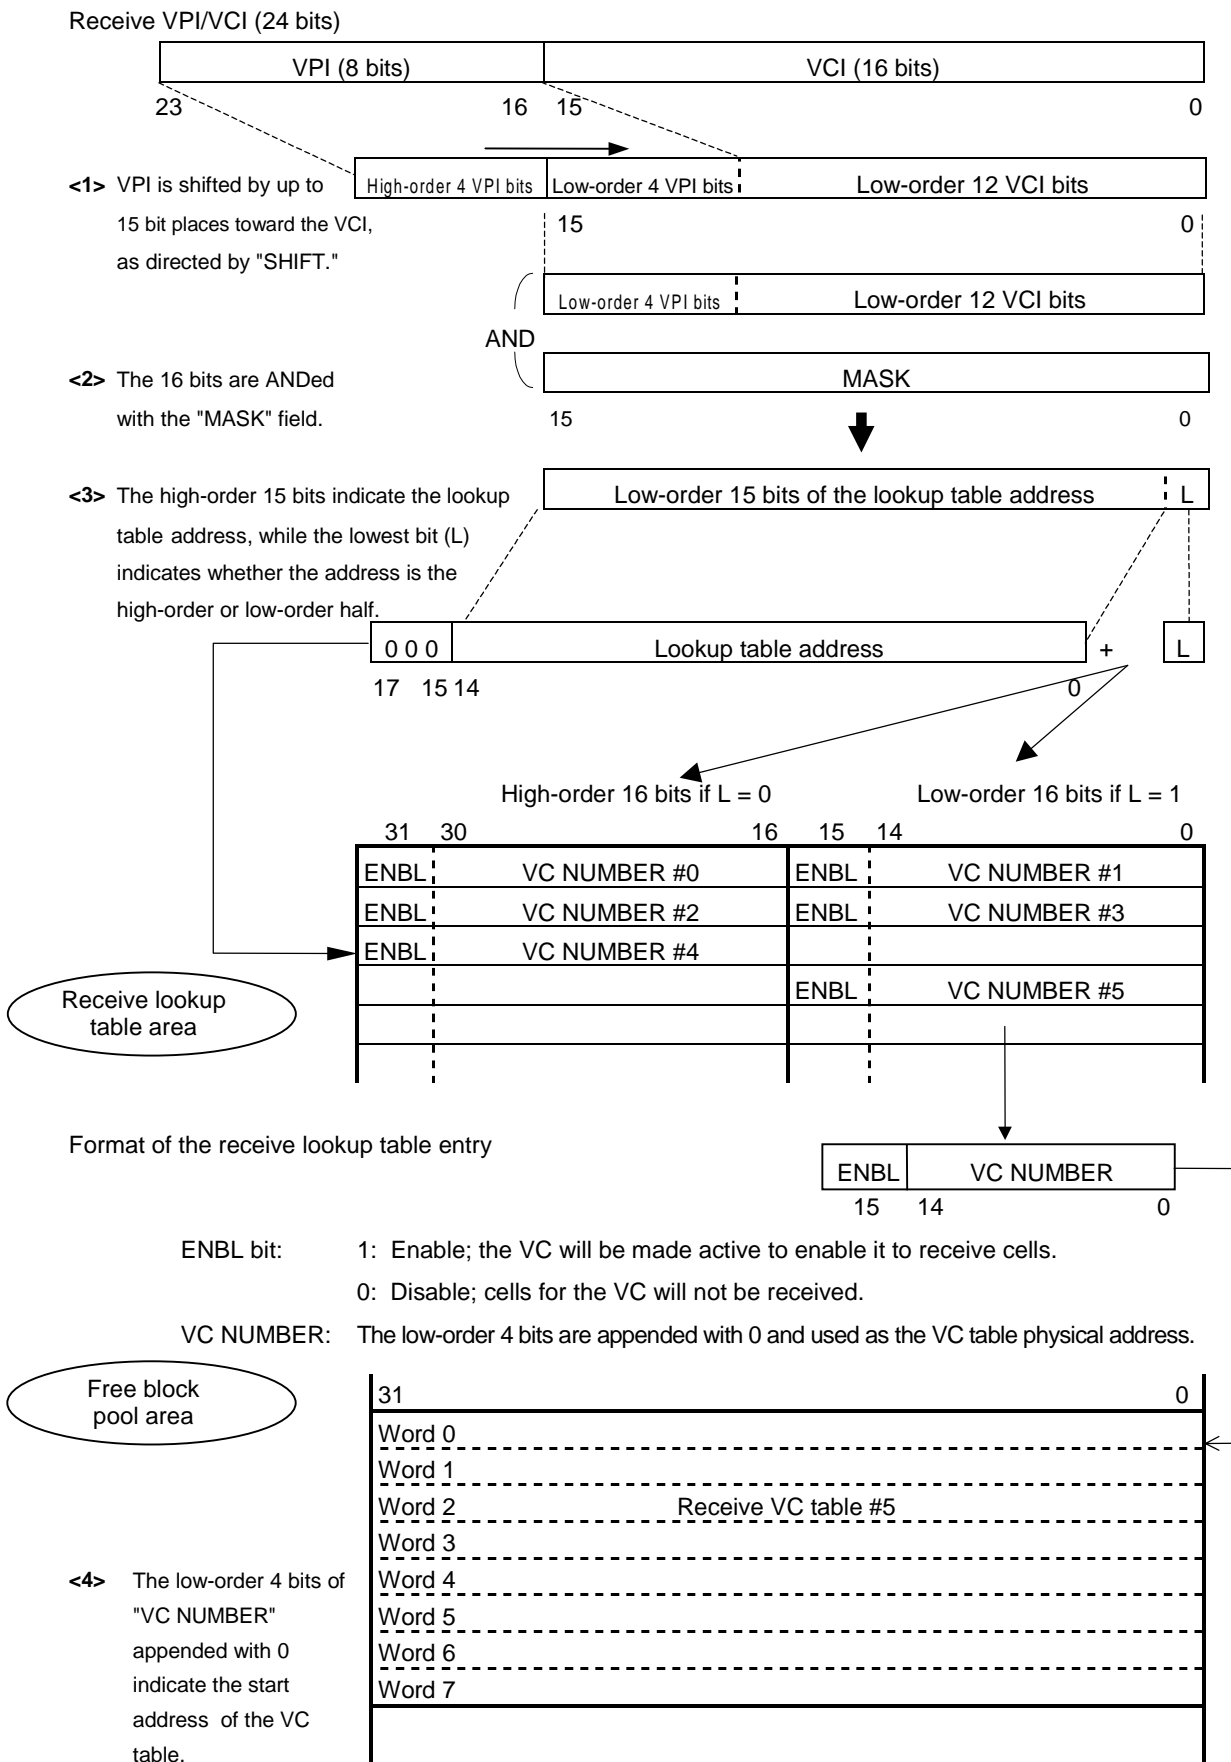 Receive VPI/VCI (24 bits)
VPI (8 bits) VCI (16 bits)
23 16 15 0
<1> VPI is shifted by up to
15 bit places toward the VCI,
as directed by "SHIFT."
High-order 4 VPI bits Low-order 4 VPI bits Low-order 12 VCI bits
15 0
Low-order 4 VPI bits Low-order 12 VCI bits
AND
<2> The 16 bits are ANDed
with the "MASK" field.
MASK
15 0
<3> The high-order 15 bits indicate the lookup
table address, while the lowest bit (L)
indicates whether the address is the
high-order or low-order half.
Low-order 15 bits of the lookup table address L
0 0 0 Lookup table address + L
17 15 14 0
High-order 16 bits if L = 0 Low-order 16 bits if L = 1
31 30 16 15 14 0
ENBL VC NUMBER #0 ENBL VC NUMBER #1
ENBL VC NUMBER #2 ENBL VC NUMBER #3
ENBL VC NUMBER #4
ENBL VC NUMBER #5
Receive lookup
table area
Format of the receive lookup table entry
ENBL VC NUMBER
15 14 0
ENBL bit: 1: Enable; the VC will be made active to enable it to receive cells.
0: Disable; cells for the VC will not be received.
VC NUMBER: The low-order 4 bits are appended with 0 and used as the VC table physical address.
Free block
pool area
31 0
Word 0
Word 1
Word 2 Receive VC table #5
Word 3
Word 4
Word 5
Word 6
Word 7
<4> The low-order 4 bits of
"VC NUMBER"
appended with 0
indicate the start
address of the VC
table.